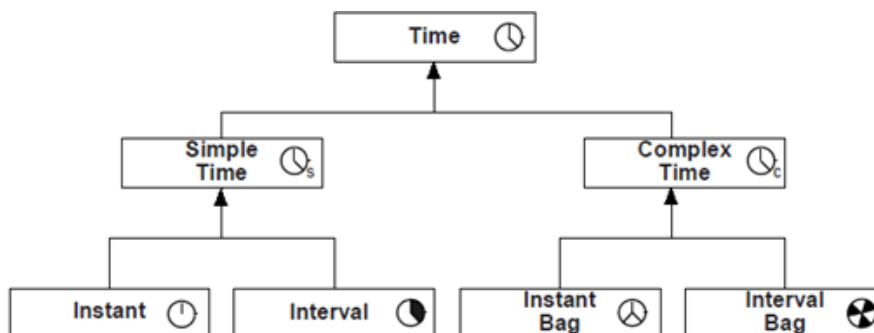 Time
Simple
Time
s
Complex
Time
c
Instant
Interval
Instant
Bag
Interval
Bag